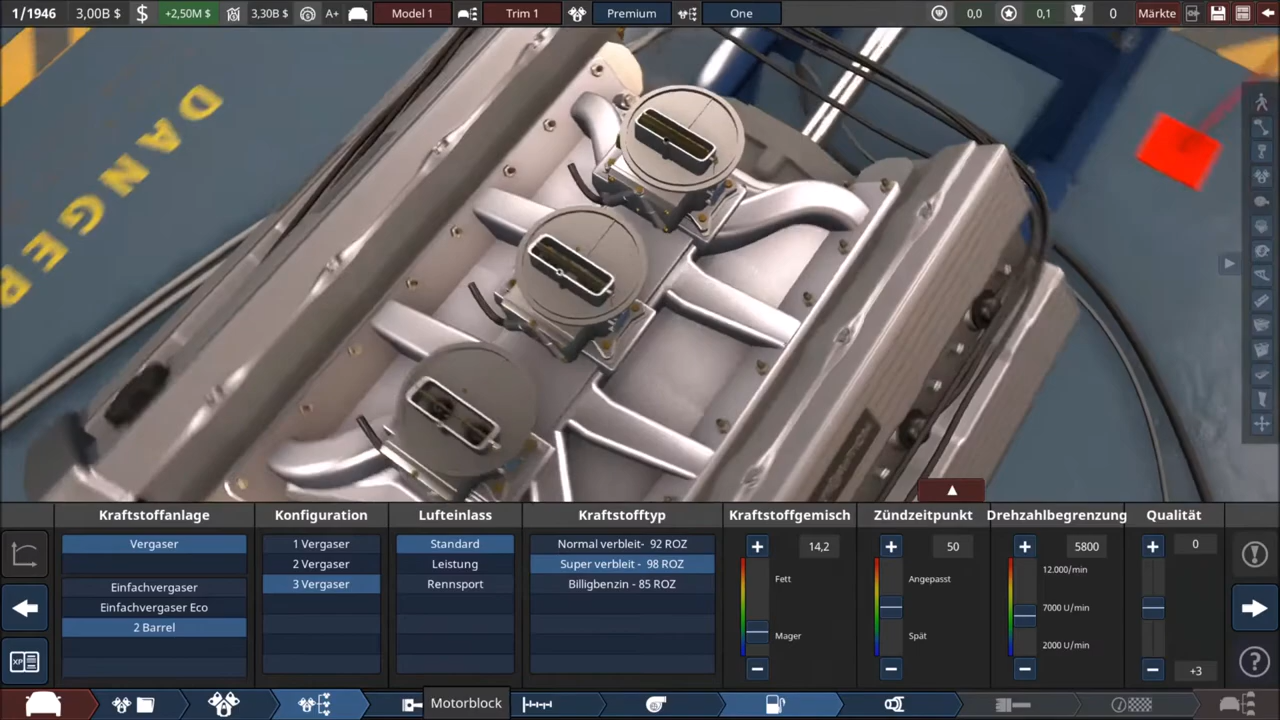 1/1946 3,00B $ $ +2,50M $ 3,30B $ A+ Model 1 Trim 1 Premium One 0,0 0,1 0 Märkte
DANGER
Kraftstoffanlage Konfiguration Lufteinlass Kraftstofftyp Kraftstoffgemisch Zündzeitpunkt Drehzahlbegrenzung Qualität
Vergaser 1 Vergaser Standard Normal verbleit- 92 ROZ + 14,2 + 50 + 5800 + 0
2 Vergaser Leistung Super verbleit - 98 ROZ Fett Angepasst 12.000/min
Einfachvergaser 3 Vergaser Rennsport Billigbenzin - 85 ROZ 7000 U/min
Einfachvergaser Eco
2 Barrel Mager Spät 2000 U/min
XP - - - - +3 ?
Motorblock